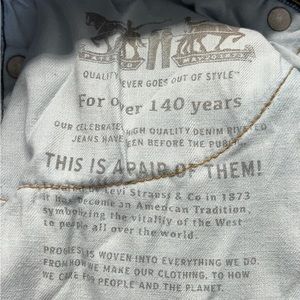 QUALITY NEVER GOES OUT OF STYLE™
For over 140 years
OUR CELEBRATED HIGH QUALITY DENIM RIVETED
JEANS HAVE BEEN BEFORE THE PUBLIC
THIS IS A PAIR OF THEM!
by Levi Strauss & Co in 1873
it has become an American Tradition,
symbolizing the vitality of the West
to people all over the world.
PROGRESS IS WOVEN INTO EVERYTHING WE DO.
FROM HOW WE MAKE OUR CLOTHING, TO HOW
WE CARE FOR PEOPLE AND THE PLANET.